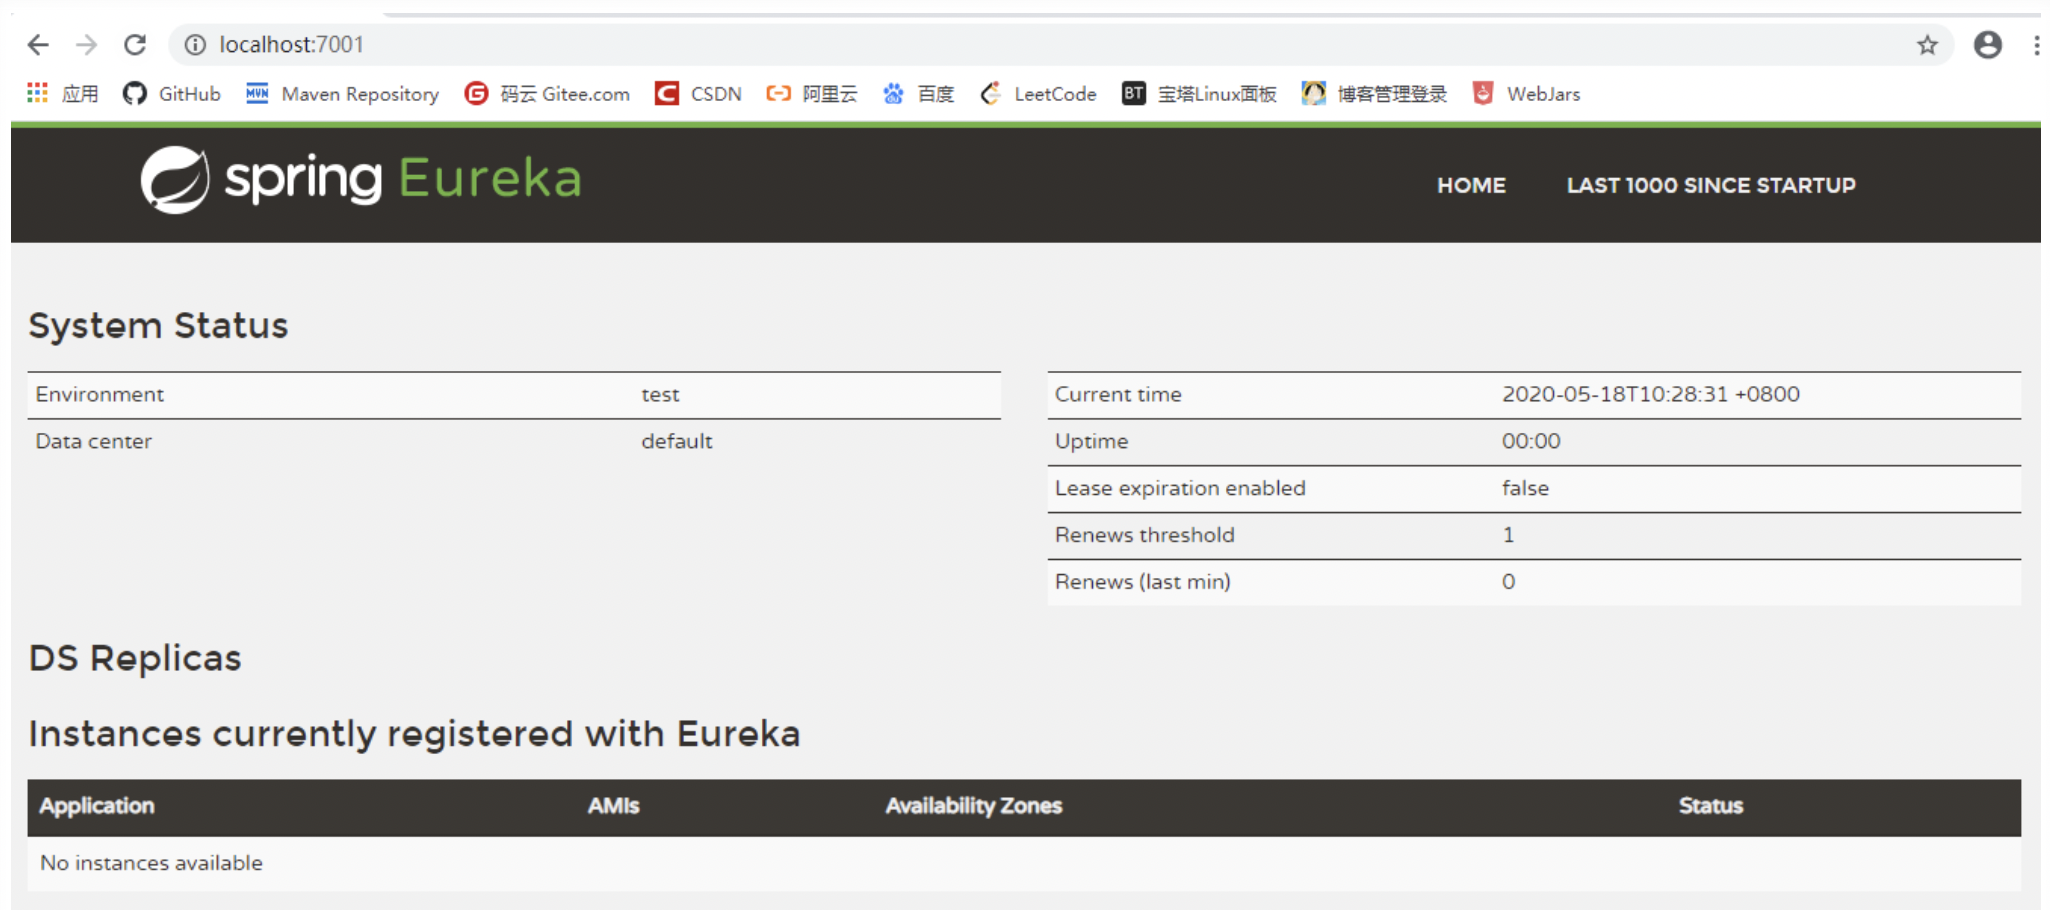 localhost:7001
应用 GitHub MVN Maven Repository G 码云 Gitee.com C CSDN 阿里云 百度 LeetCode BT 宝塔Linux面板 博客管理登录 WebJars
spring Eureka HOME LAST 1000 SINCE STARTUP
System Status
Environment test
Data center default
Current time 2020-05-18T10:28:31 +0800
Uptime 00:00
Lease expiration enabled false
Renews threshold 1
Renews (last min) 0
DS Replicas
Instances currently registered with Eureka
Application AMIs Availability Zones Status
No instances available